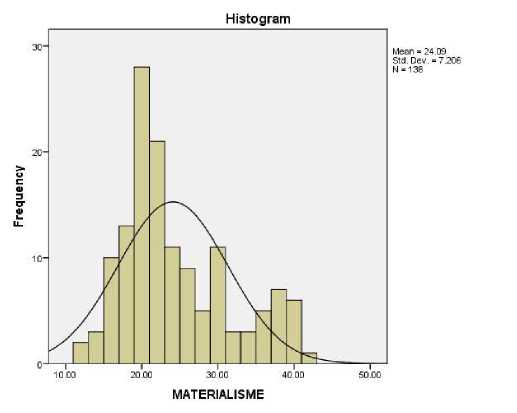 Histogram
Mean = 24.09
Std. Dev. = 7.206
N = 138
30
20
10
0
Frequency
10.00 20.00 30.00 40.00 50.00
MATERIALISME